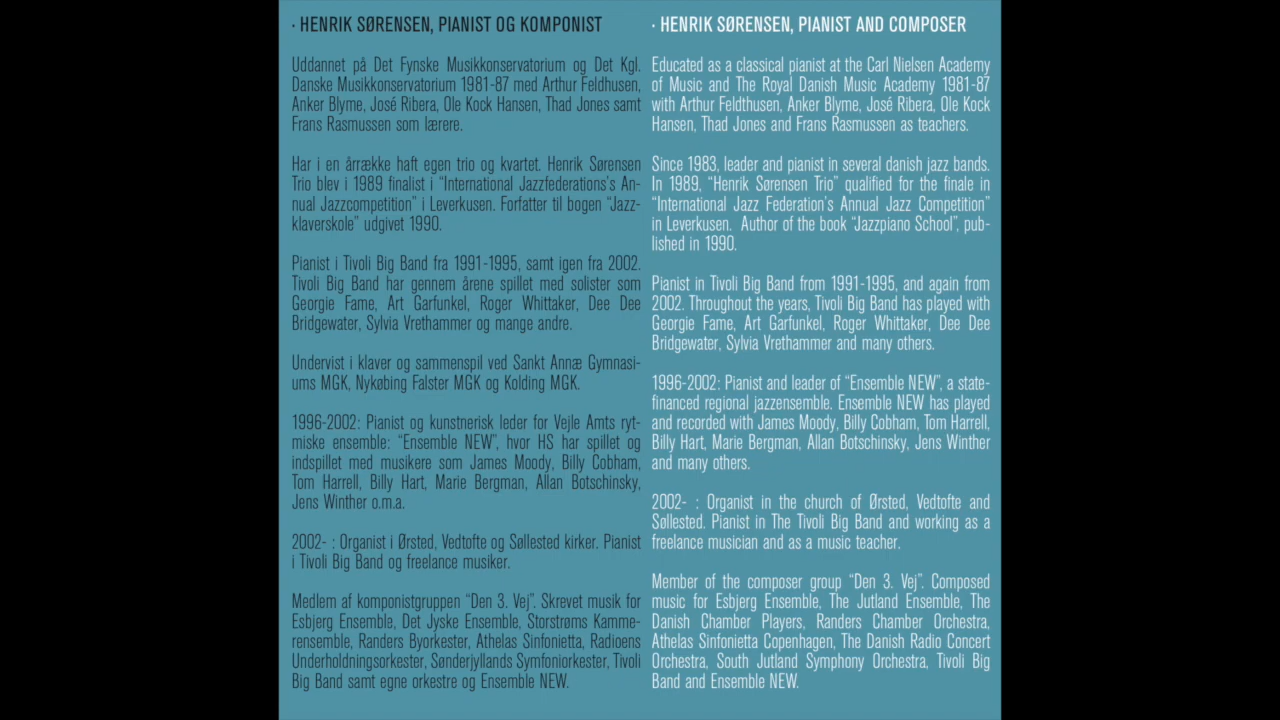 · HENRIK SØRENSEN, PIANIST OG KOMPONIST
Uddannet på Det Fynske Musikkonservatorium og Det Kgl.
Danske Musikkonservatorium 1981-87 med Arthur Feldhusen,
Anker Blyme, José Ribera, Ole Kock Hansen, Thad Jones samt
Frans Rasmussen som lærere.
Har i en årrække haft egen trio og kvartet. Henrik Sørensen
Trio blev i 1989 finalist i “International Jazzfederations's An-
nual Jazzcompetition” i Leverkusen. Forfatter til bogen “Jazz-
klaverskole” udgivet 1990.
Pianist i Tivoli Big Band fra 1991-1995, samt igen fra 2002.
Tivoli Big Band har gennem årene spillet med solister som
Georgie Fame, Art Garfunkel, Roger Whittaker, Dee Dee
Bridgewater, Sylvia Vrethammer og mange andre.
Undervist i klaver og sammenspil ved Sankt Annæ Gymnasi-
ums MGK, Nykøbing Falster MGK og Kolding MGK.
1996-2002: Pianist og kunstnerisk leder for Vejle Amts ryt-
miske ensemble: “Ensemble NEW”, hvor HS har spillet og
indspillet med musikere som James Moody, Billy Cobham,
Tom Harrell, Billy Hart, Marie Bergman, Allan Botschinsky,
Jens Winther o.m.a.
2002- : Organist i Ørsted, Vedtofte og Søllested kirker. Pianist
i Tivoli Big Band og freelance musiker.
Medlem af komponistgruppen “Den 3. Vej”. Skrevet musik for
Esbjerg Ensemble, Det Jyske Ensemble, Storstrøms Kamme-
rensemble, Randers Byorkester, Athelas Sinfonietta, Radioens
Underholdningsorkester, Sønderjyllands Symfoniorkester, Tivoli
Big Band samt egne orkestre og Ensemble NEW.
· HENRIK SØRENSEN, PIANIST AND COMPOSER
Educated as a classical pianist at the Carl Nielsen Academy
of Music and The Royal Danish Music Academy 1981-87
with Arthur Feldthusen, Anker Blyme, José Ribera, Ole Kock
Hansen, Thad Jones and Frans Rasmussen as teachers.
Since 1983, leader and pianist in several danish jazz bands.
In 1989, “Henrik Sørensen Trio” qualified for the finale in
“International Jazz Federation's Annual Jazz Competition”
in Leverkusen. Author of the book “Jazzpiano School”, pub-
lished in 1990.
Pianist in Tivoli Big Band from 1991-1995, and again from
2002. Throughout the years, Tivoli Big Band has played with
Georgie Fame, Art Garfunkel, Roger Whittaker, Dee Dee
Bridgewater, Sylvia Vrethammer and many others.
1996-2002: Pianist and leader of “Ensemble NEW”, a state-
financed regional jazzensemble. Ensemble NEW has played
and recorded with James Moody, Billy Cobham, Tom Harrell,
Billy Hart, Marie Bergman, Allan Botschinsky, Jens Winther
and many others.
2002- : Organist in the church of Ørsted, Vedtofte and
Søllested. Pianist in The Tivoli Big Band and working as a
freelance musician and as a music teacher.
Member of the composer group “Den 3. Vej”. Composed
music for Esbjerg Ensemble, The Jutland Ensemble, The
Danish Chamber Players, Randers Chamber Orchestra,
Athelas Sinfonietta Copenhagen, The Danish Radio Concert
Orchestra, South Jutland Symphony Orchestra, Tivoli Big
Band and Ensemble NEW.